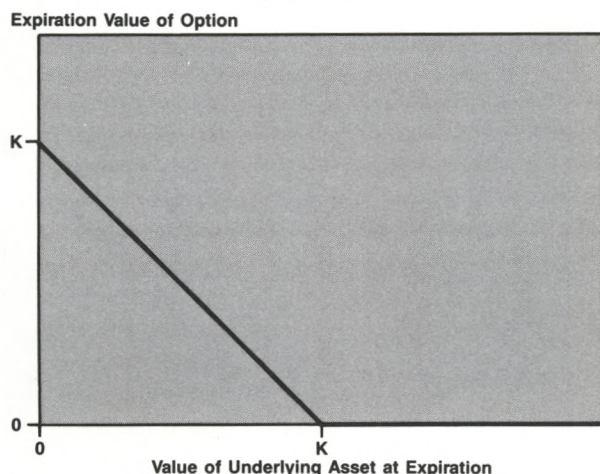 Expiration Value of Option
K
0
0
K
Value of Underlying Asset at Expiration